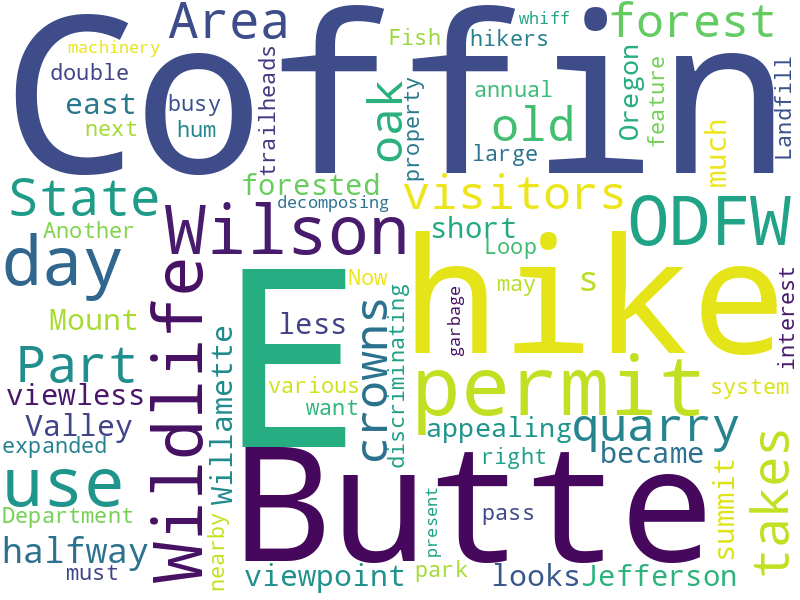 Coffin
whiff
machinery
Area
Fish
hikers
forest
double
trailheads
annual
Oregon
feature
Landfill
east
busy
oak
property
old
next
hum
large
much
forested
decomposing
visitors
State
Another
Wilson
short
ODFW
day
Wildlife
Loop
hike
E
Now
may
s
Mount
less
crowns
discriminating
garbage
interest
Part
Willamette
various
want
permit
system
viewless
Valley
appealing
quarry
expanded
right
became
use
Butte
takes
Department
pass
summit
halfway
nearby
present
must
viewpoint
park
looks
Jefferson